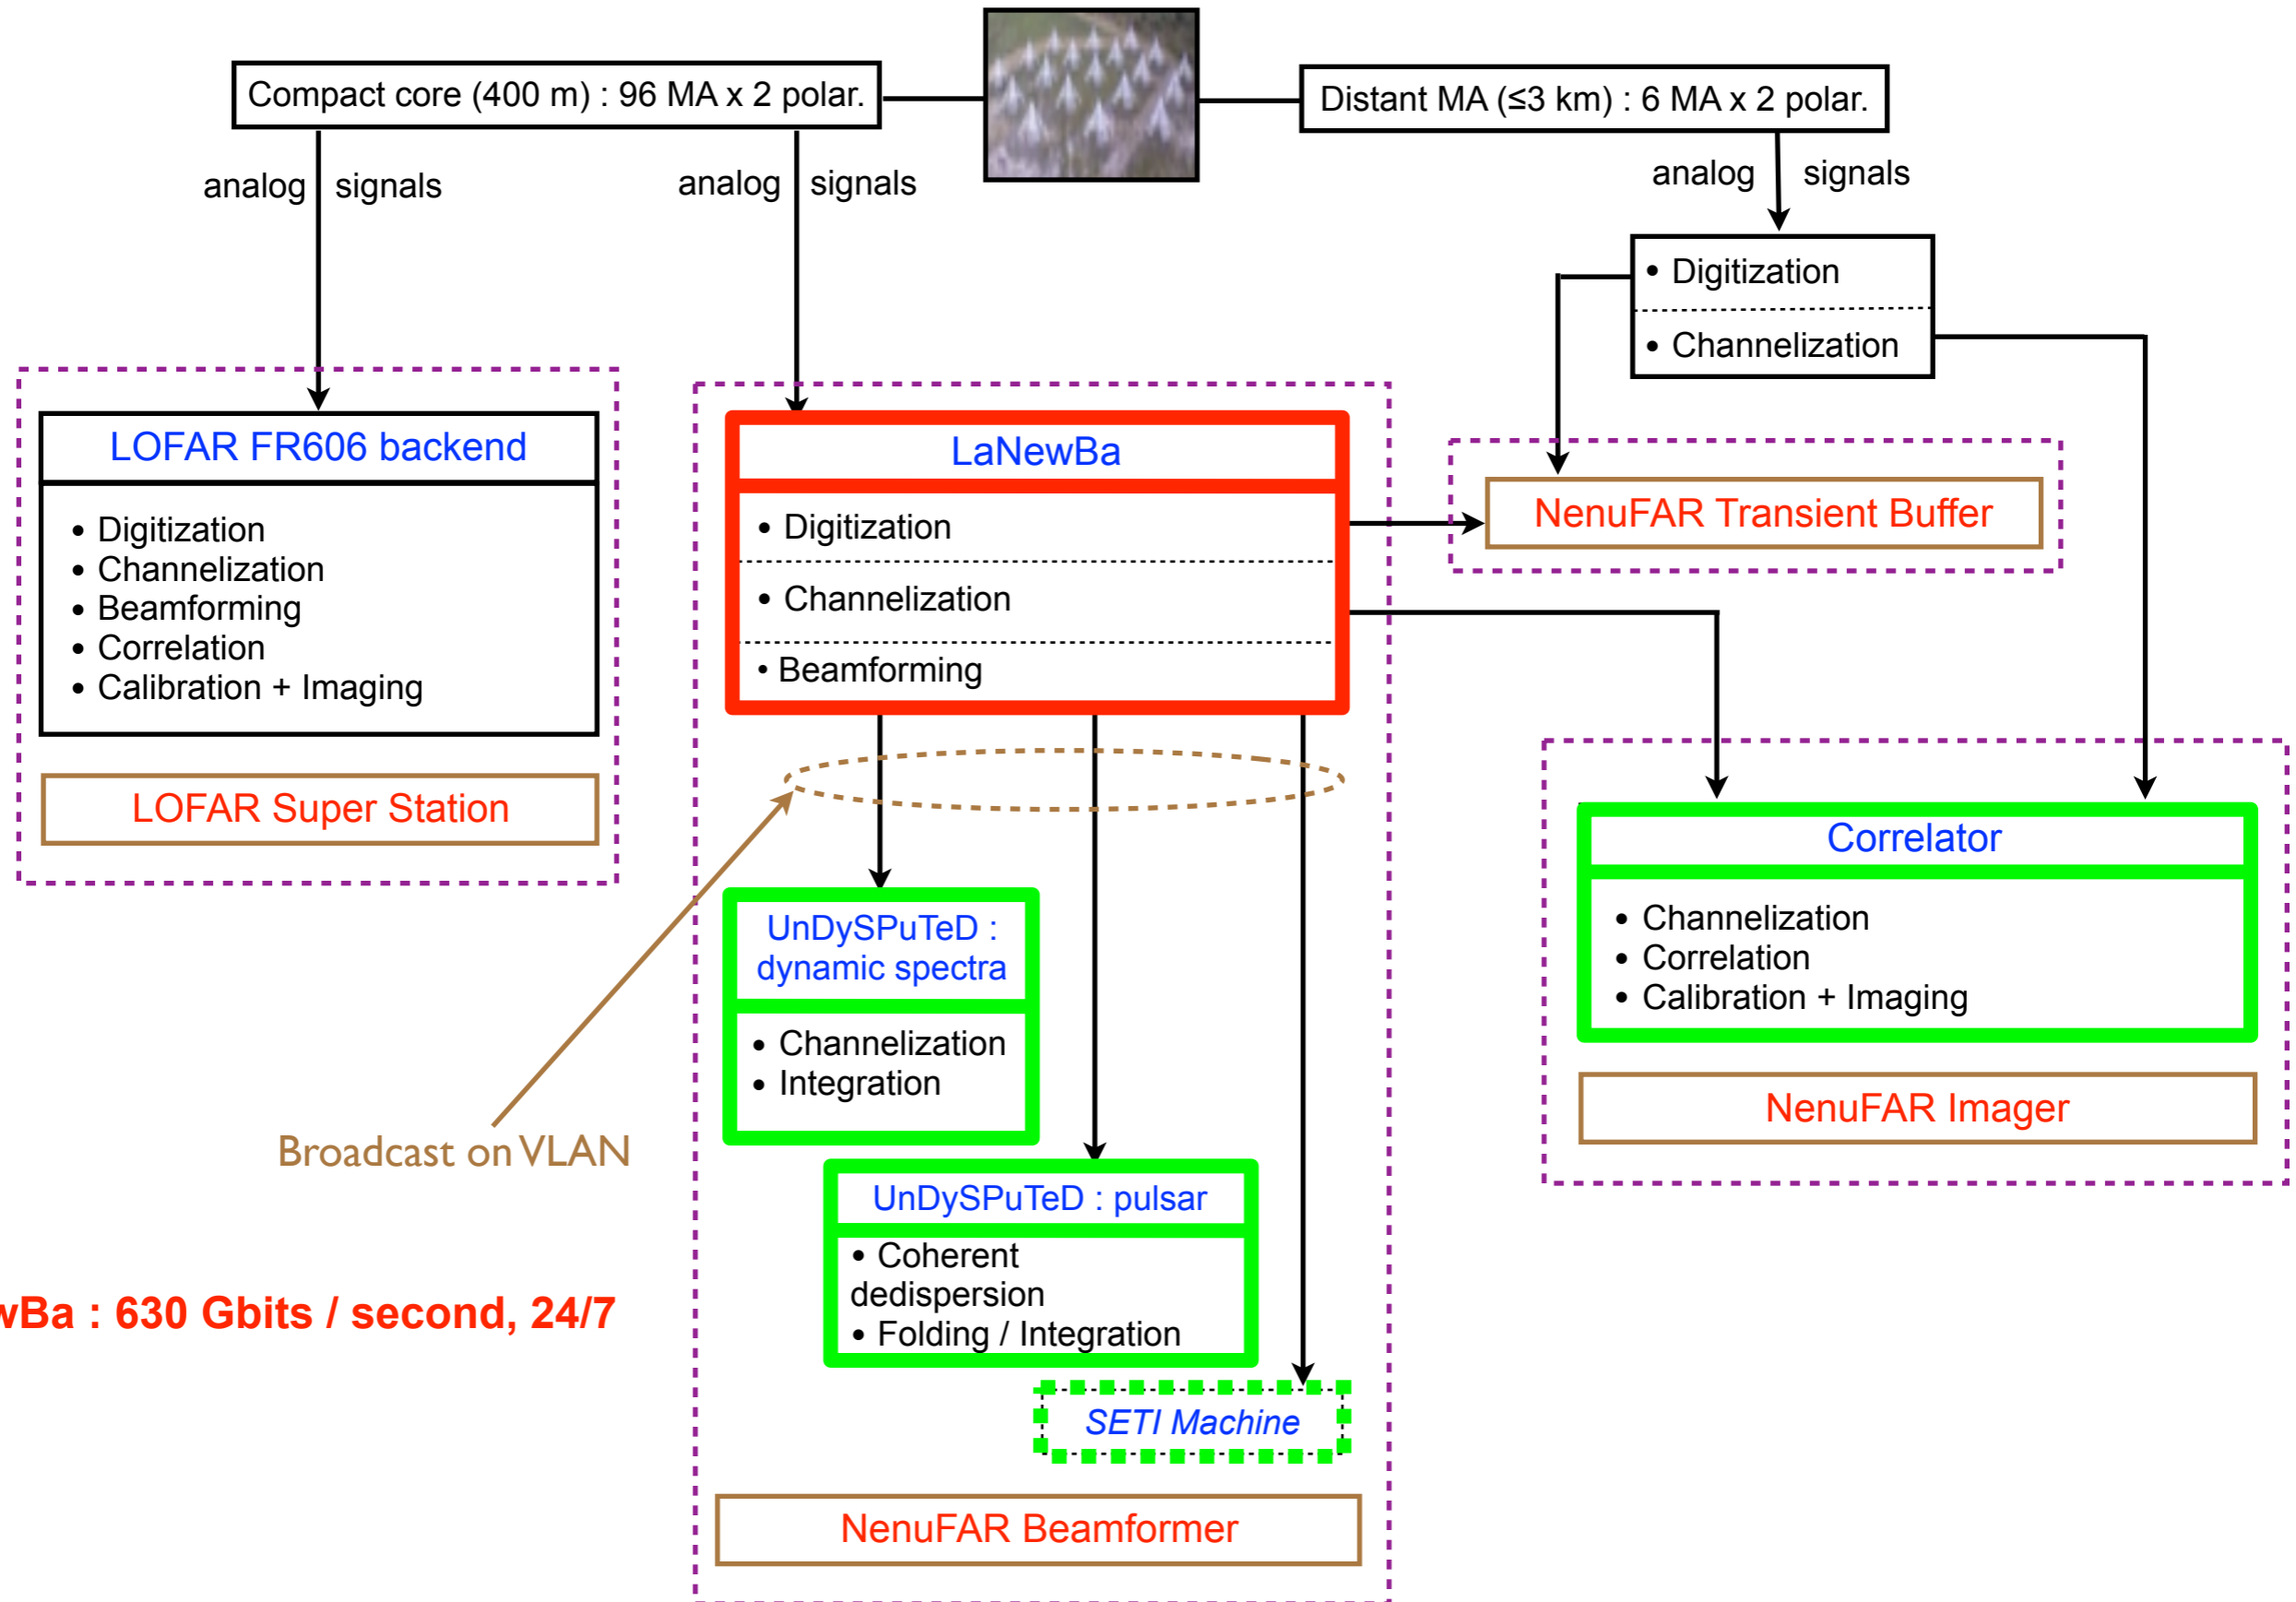 Compact core (400 m) : 96 MA x 2 polar.
Distant MA (≤3 km) : 6 MA x 2 polar.
analog signals
analog signals
analog signals
• Digitization
• Channelization
LOFAR FR606 backend
• Digitization
• Channelization
• Beamforming
• Correlation
• Calibration + Imaging
LOFAR Super Station
LaNewBa
• Digitization
• Channelization
• Beamforming
NenuFAR Transient Buffer
Correlator
• Channelization
• Correlation
• Calibration + Imaging
NenuFAR Imager
UnDySPuTeD :
dynamic spectra
• Channelization
• Integration
Broadcast on VLAN
UnDySPuTeD : pulsar
• Coherent
dedispersion
• Folding / Integration
wBa : 630 Gbits / second, 24/7
SETI Machine
NenuFAR Beamformer